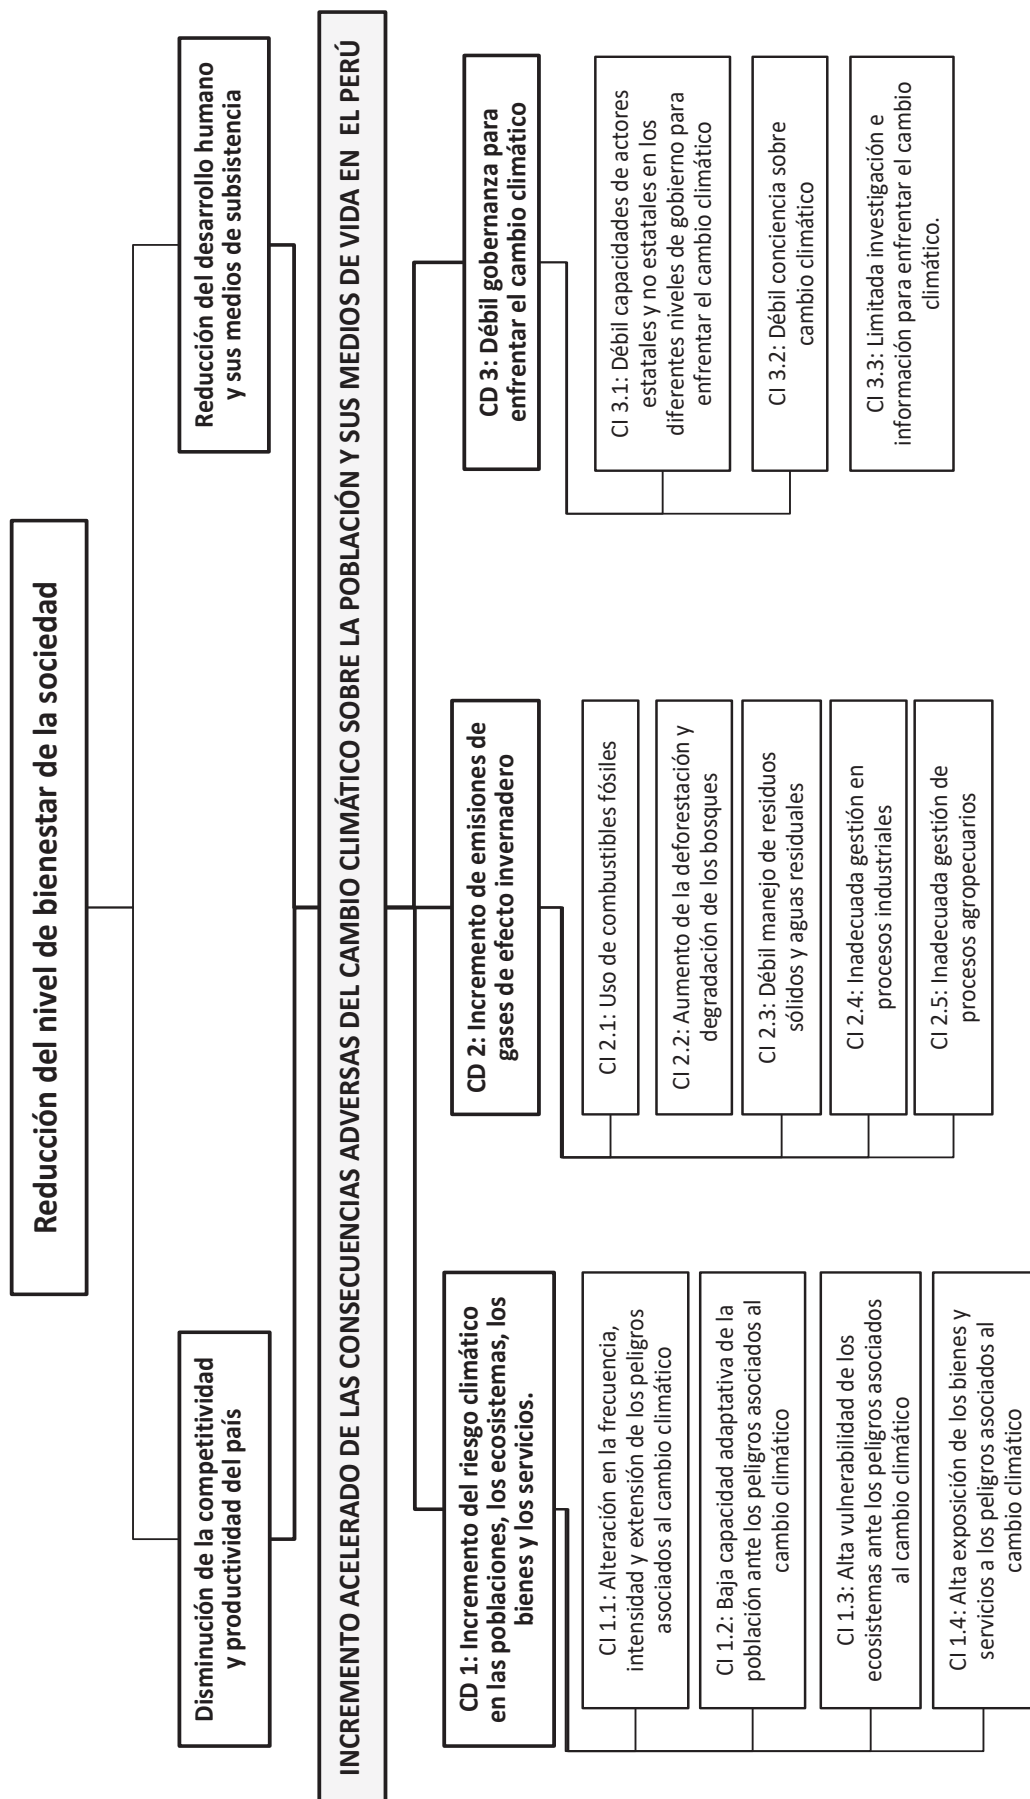 Reducción del nivel de bienestar de la sociedad
Disminución de la competitividad
y productividad del país
Reducción del desarrollo humano
y sus medios de subsistencia
INCREMENTO ACELERADO DE LAS CONSECUENCIAS ADVERSAS DEL CAMBIO CLIMÁTICO SOBRE LA POBLACIÓN Y SUS MEDIOS DE VIDA EN EL PERÚ
CD 1: Incremento del riesgo climático
en las poblaciones, los ecosistemas, los
bienes y los servicios.
CI 1.1: Alteración en la frecuencia,
intensidad y extensión de los peligros
asociados al cambio climático
CI 1.2: Baja capacidad adaptativa de la
población ante los peligros asociados al
cambio climático
CI 1.3: Alta vulnerabilidad de los
ecosistemas ante los peligros asociados
al cambio climático
CI 1.4: Alta exposición de los bienes y
servicios a los peligros asociados al
cambio climático
CD 2: Incremento de emisiones de
gases de efecto invernadero
CI 2.1: Uso de combustibles fósiles
CI 2.2: Aumento de la deforestación y
degradación de los bosques
CI 2.3: Débil manejo de residuos
sólidos y aguas residuales
CI 2.4: Inadecuada gestión en
procesos industriales
CI 2.5: Inadecuada gestión de
procesos agropecuarios
CD 3: Débil gobernanza para
enfrentar el cambio climático
CI 3.1: Débil capacidades de actores
estatales y no estatales en los
diferentes niveles de gobierno para
enfrentar el cambio climático
CI 3.2: Débil conciencia sobre
cambio climático
CI 3.3: Limitada investigación e
información para enfrentar el cambio
climático.